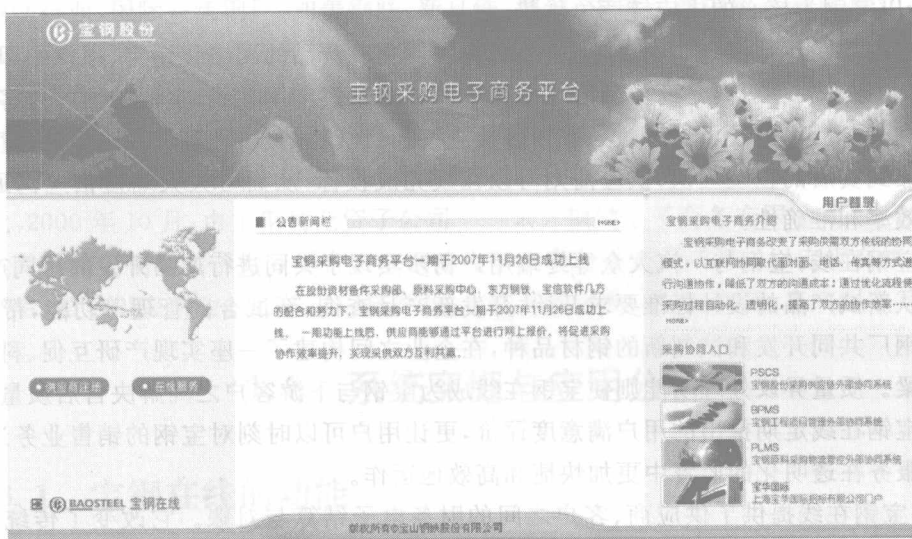 宝钢股份
宝钢采购电子商务平台
公告新闻栏
MORE>
宝钢采购电子商务平台一期于2007年11月26日成功上线
在股份资材备件采购部、原料采购中心、东方钢铁、宝信软件几方
的配合和努力下，宝钢采购电子商务平台一期于2007年11月26日成功上
线。一期功能上线后，供应商能够通过平台进行网上报价，将促进采购
协作效率提升，实现采供双方互利共赢。
供应商注册
在线服务
BAOSTEEL 宝钢在线
用户登录
宝钢采购电子商务介绍
宝钢采购电子商务改变了采购供需双方传统的协同
模式，以互联网协同取代面对面、电话、传真等方式进
行沟通协作，降低了双方的沟通成本；通过优化流程使
采购过程自动化、透明化，提高了双方的协作效率……
MORE>
采购协同入口
PSCS
宝钢股份采购供应链外部协同系统
BPMS
宝钢工程项目管理外部协同系统
PLMS
宝钢原料采购物流管控外部协同系统
宝华国际
上海宝华国际招标有限公司门户
版权所有©宝山钢铁股份有限公司